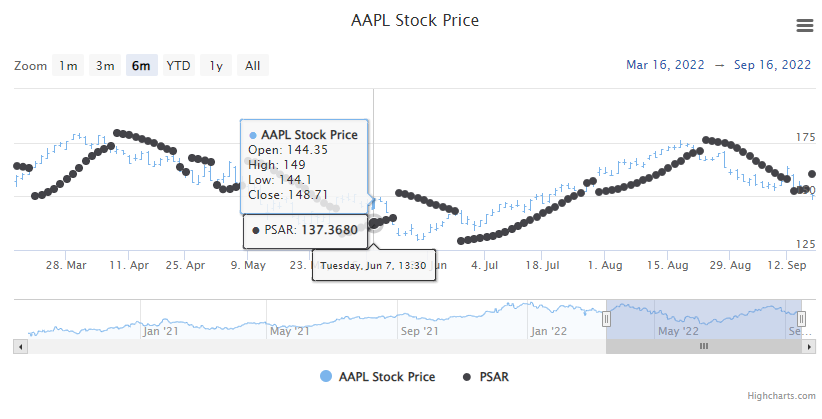 AAPL Stock Price
Zoom 1m 3m 6m YTD 1y All
Mar 16, 2022 → Sep 16, 2022
AAPL Stock Price
Open: 144.35
High: 149
Low: 144.1
Close: 148.71
PSAR: 137.3680
Tuesday, Jun 7, 13:30
175
150
125
28. Mar 11. Apr 25. Apr 9. May 23. Jun 4. Jul 18. Jul 1. Aug 15. Aug 29. Aug 12. Sep
Jan '21 May '21 Sep '21 Jan '22 May '22 Se...
AAPL Stock Price PSAR
Highcharts.com